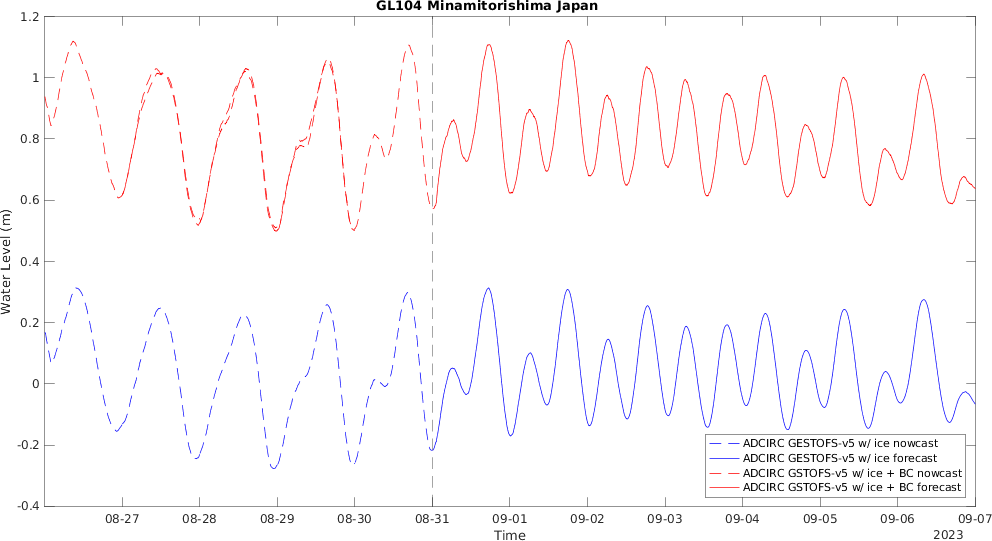 GL104 Minamitorishima Japan
Water Level (m)
1.2
1
0.8
0.6
0.4
0.2
0
-0.2
-0.4
ADCIRC GESTOFS-v5 w/ ice nowcast
ADCIRC GESTOFS-v5 w/ ice forecast
ADCIRC GSTOFS-v5 w/ ice + BC nowcast
ADCIRC GSTOFS-v5 w/ ice + BC forecast
08-27 08-28 08-29 08-30 08-31 09-01 09-02 09-03 09-04 09-05 09-06 09-07
Time
2023